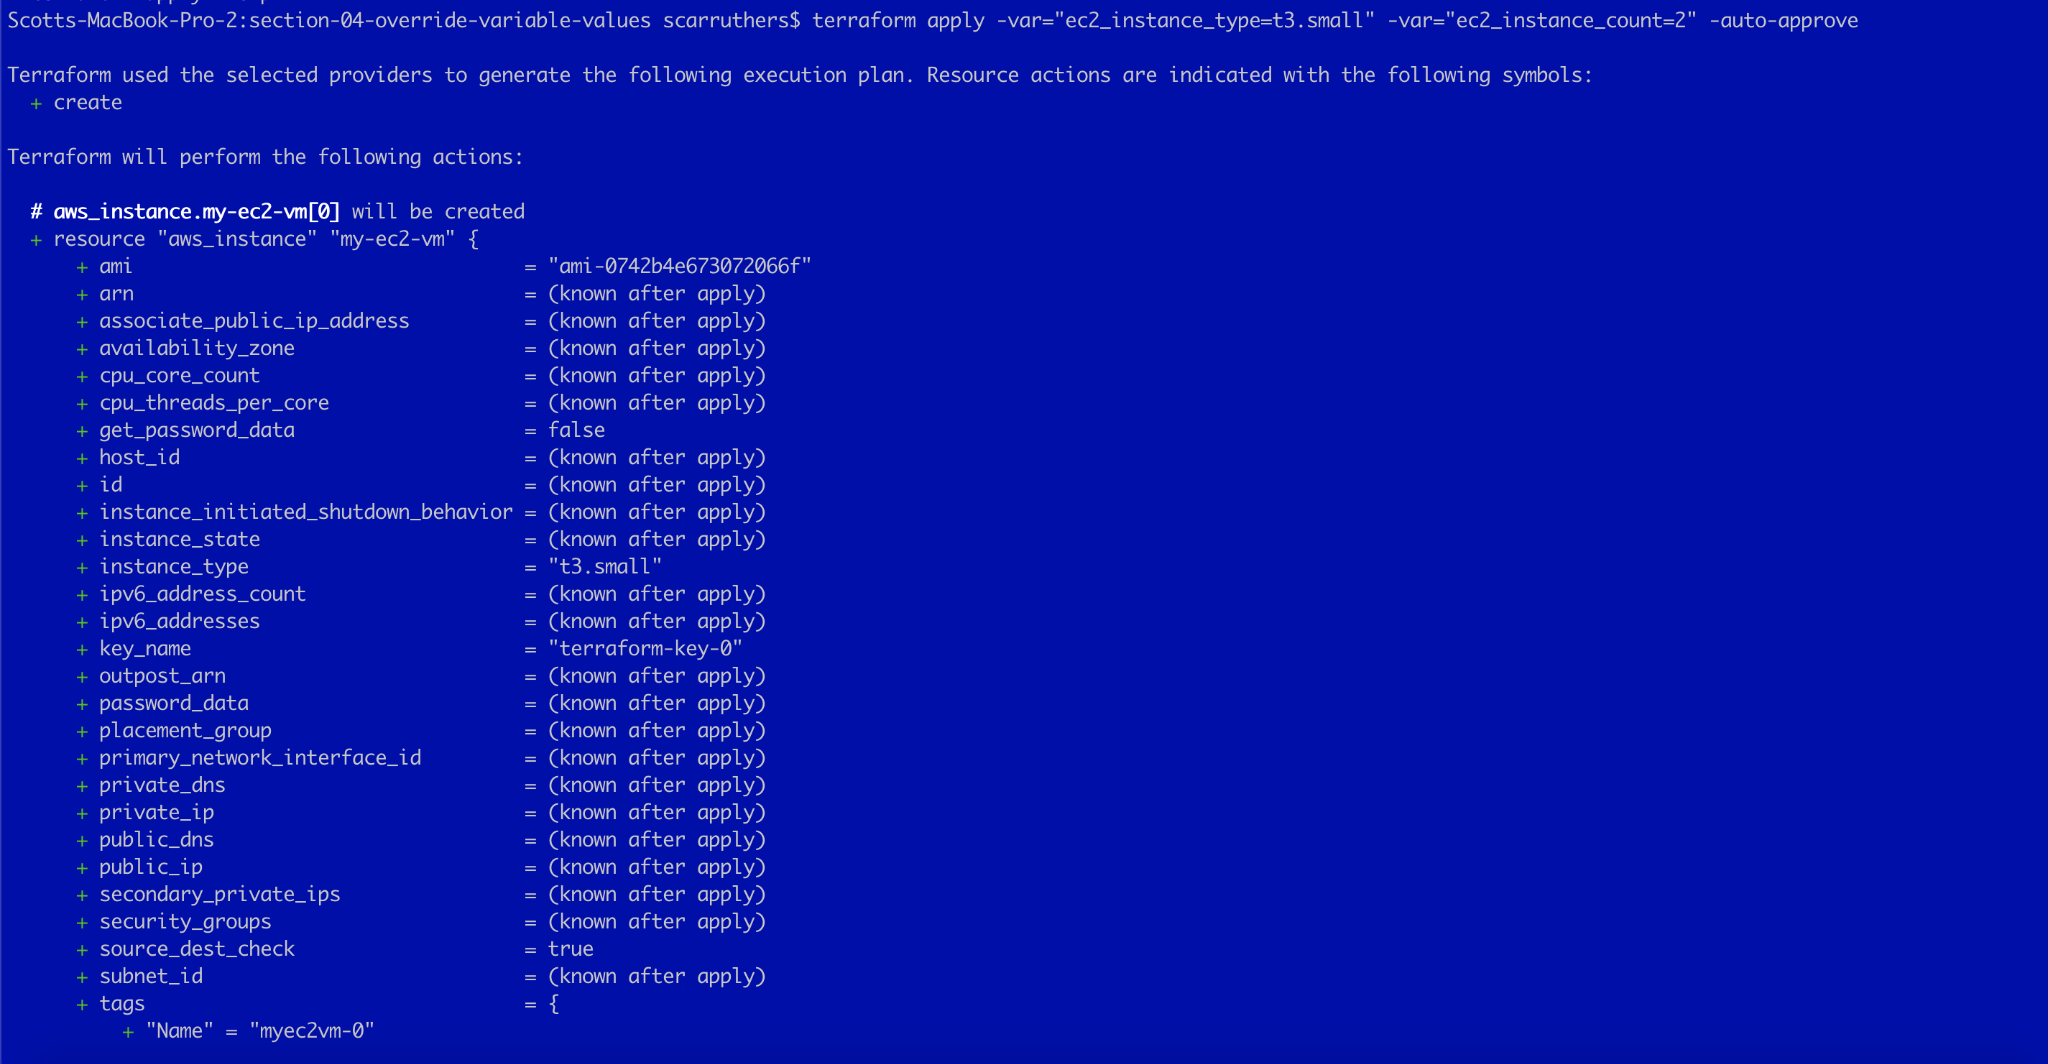 Scotts-MacBook-Pro-2:section-04-override-variable-values scarruthers$ terraform apply -var="ec2_instance_type=t3.small" -var="ec2_instance_count=2" -auto-approve
Terraform used the selected providers to generate the following execution plan. Resource actions are indicated with the following symbols:
+ create
Terraform will perform the following actions:
# aws_instance.my-ec2-vm[0] will be created
+ resource "aws_instance" "my-ec2-vm" {
+ ami = "ami-0742b4e673072066f"
+ arn = (known after apply)
+ associate_public_ip_address = (known after apply)
+ availability_zone = (known after apply)
+ cpu_core_count = (known after apply)
+ cpu_threads_per_core = (known after apply)
+ get_password_data = false
+ host_id = (known after apply)
+ id = (known after apply)
+ instance_initiated_shutdown_behavior = (known after apply)
+ instance_state = (known after apply)
+ instance_type = "t3.small"
+ ipv6_address_count = (known after apply)
+ ipv6_addresses = (known after apply)
+ key_name = "terraform-key-0"
+ outpost_arn = (known after apply)
+ password_data = (known after apply)
+ placement_group = (known after apply)
+ primary_network_interface_id = (known after apply)
+ private_dns = (known after apply)
+ private_ip = (known after apply)
+ public_dns = (known after apply)
+ public_ip = (known after apply)
+ secondary_private_ips = (known after apply)
+ security_groups = (known after apply)
+ source_dest_check = true
+ subnet_id = (known after apply)
+ tags = {
+ "Name" = "myec2vm-0"